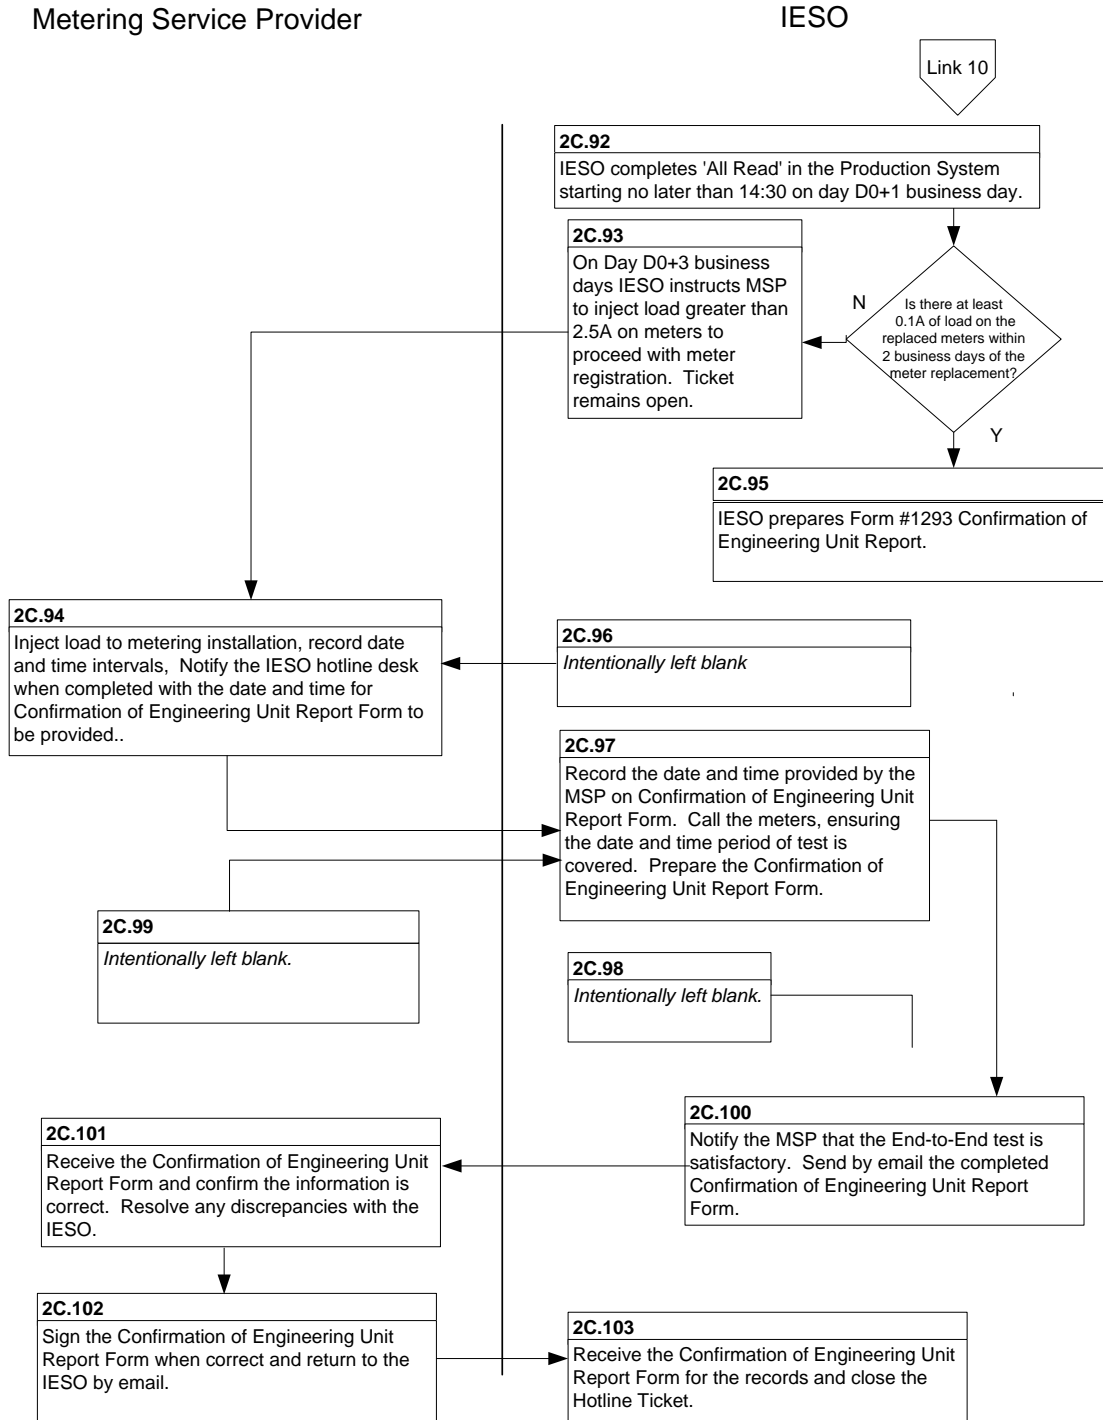 Metering Service Provider
IESO
Link 10
2C.92
IESO completes 'All Read' in the Production System
starting no later than 14:30 on day D0+1 business day.
2C.93
On Day D0+3 business
days IESO instructs MSP
to inject load greater than
2.5A on meters to
proceed with meter
registration.  Ticket
remains open.
N
Is there at least
0.1A of load on the
replaced meters within
2 business days of the
meter replacement?
Y
2C.95
IESO prepares Form #1293 Confirmation of
Engineering Unit Report.
2C.94
Inject load to metering installation, record date
and time intervals,  Notify the IESO hotline desk
when completed with the date and time for
Confirmation of Engineering Unit Report Form to
be provided..
2C.96
Intentionally left blank
2C.97
Record the date and time provided by the
MSP on Confirmation of Engineering Unit
Report Form.  Call the meters, ensuring
the date and time period of test is
covered.  Prepare the Confirmation of
Engineering Unit Report Form.
2C.99
Intentionally left blank.
2C.98
Intentionally left blank.
2C.100
Notify the MSP that the End-to-End test is
satisfactory.  Send by email the completed
Confirmation of Engineering Unit Report
Form.
2C.101
Receive the Confirmation of Engineering Unit
Report Form and confirm the information is
correct.  Resolve any discrepancies with the
IESO.
2C.102
Sign the Confirmation of Engineering Unit
Report Form when correct and return to the
IESO by email.
2C.103
Receive the Confirmation of Engineering Unit
Report Form for the records and close the
Hotline Ticket.